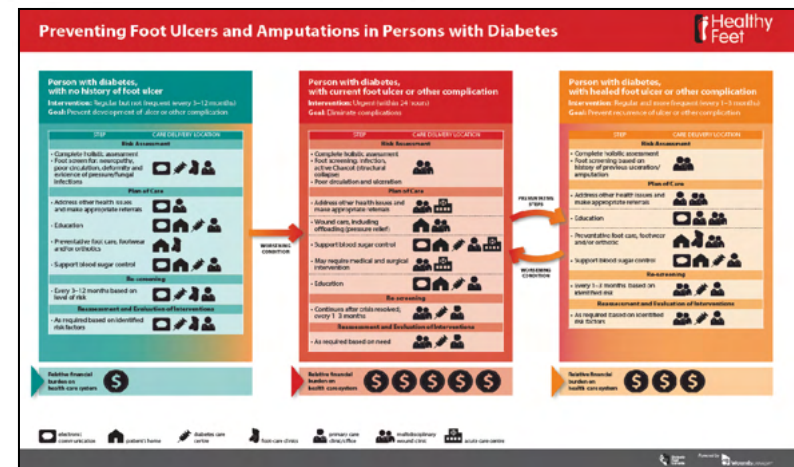 Preventing Foot Ulcers and Amputations in Persons with Diabetes
Healthy
Feet
Person with diabetes,
with no history of foot ulcer
Intervention: Regular but not frequent (every 3–12 months)
Goal: Prevent development of ulcer or other complication
STEP CARE DELIVERY LOCATION
Risk Assessment
• Complete holistic assessment
• Foot screen for neuropathy,
poor circulation, deformity and
evidence of pressure/fungal
infections
Plan of Care
• Address other health issues
and make appropriate referrals
• Education
• Preventative foot care, footwear
and/or orthotics
• Support blood sugar control
Re-screening
• Every 3–12 months based on
level of risk
Reassessment and Evaluation of Interventions
• As required based on identified
risk factors
Relative financial
burden on
health-care system
WORSENING
CONDITION
Person with diabetes,
with current foot ulcer or other complication
Intervention: Urgent (within 24 hours)
Goal: Eliminate complications
STEP CARE DELIVERY LOCATION
Risk Assessment
• Complete holistic assessment
• Foot screening: infection,
active Charcot (structural
collapse)
• Poor circulation and ulceration
Plan of Care
• Address other health issues and
make appropriate referrals
• Wound care, including
offloading (pressure relief)
• Support blood sugar control
• May require medical and surgical
intervention
• Education
Re-screening
• Continues after crisis resolved,
every 1–3 months
Reassessment and Evaluation of Interventions
• As required based on need
Relative financial
burden on
health-care system
PREVENTATIVE
STEPS
WORSENING
CONDITION
Person with diabetes,
with healed foot ulcer or other complication
Intervention: Regular and more frequent (every 1–3 months)
Goal: Prevent recurrence of ulcer or other complication
STEP CARE DELIVERY LOCATION
Risk Assessment
• Complete holistic assessment
• Foot screening based on
history of previous ulceration/
amputation
Plan of Care
• Address other health issues and
make appropriate referrals
• Education
• Preventative foot care, footwear
and/or orthotic
• Support blood sugar control
Re-screening
• Every 1–3 months based on
identified risk
Reassessment and Evaluation of Interventions
• As required based on identified
risk factors
Relative financial
burden on
health-care system
electronic
communication
patient's home
diabetes care
centre
foot-care clinics
primary care
clinic/office
multidisciplinary
wound clinic
acute-care centre
Powered by